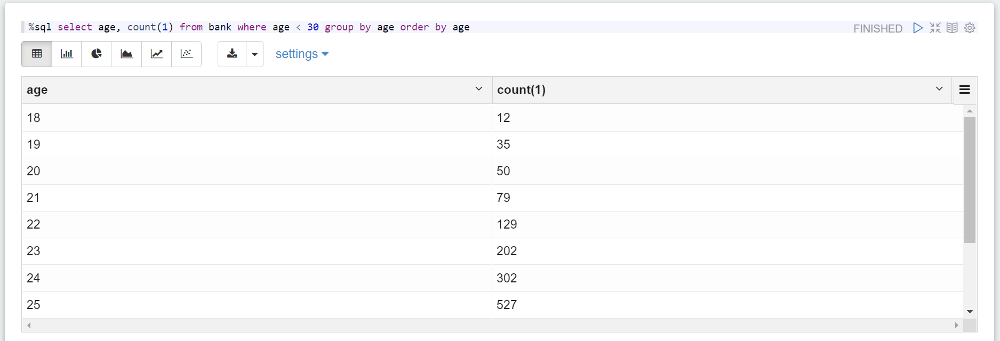 %sql select age, count(1) from bank where age < 30 group by age order by age
FINISHED
settings
age count(1)
18 12
19 35
20 50
21 79
22 129
23 202
24 302
25 527